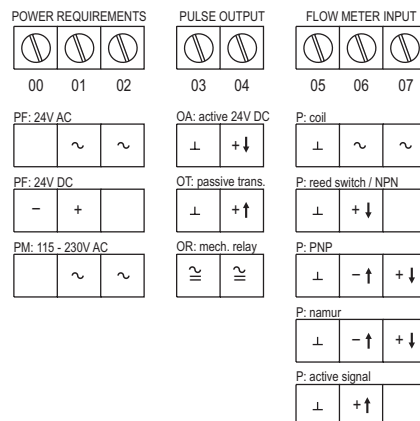 POWER REQUIREMENTS
00 01 02
PF: 24V AC
~ ~
PF: 24V DC
− +
PM: 115 - 230V AC
~ ~
PULSE OUTPUT
03 04
OA: active 24V DC
⊥ +↓
OT: passive trans.
⊥ +↑
OR: mech. relay
≅ ≅
FLOW METER INPUT
05 06 07
P: coil
⊥ ~ ~
P: reed switch / NPN
⊥ +↓
P: PNP
⊥ −↑ +↓
P: namur
⊥ −↑ +↓
P: active signal
⊥ +↑